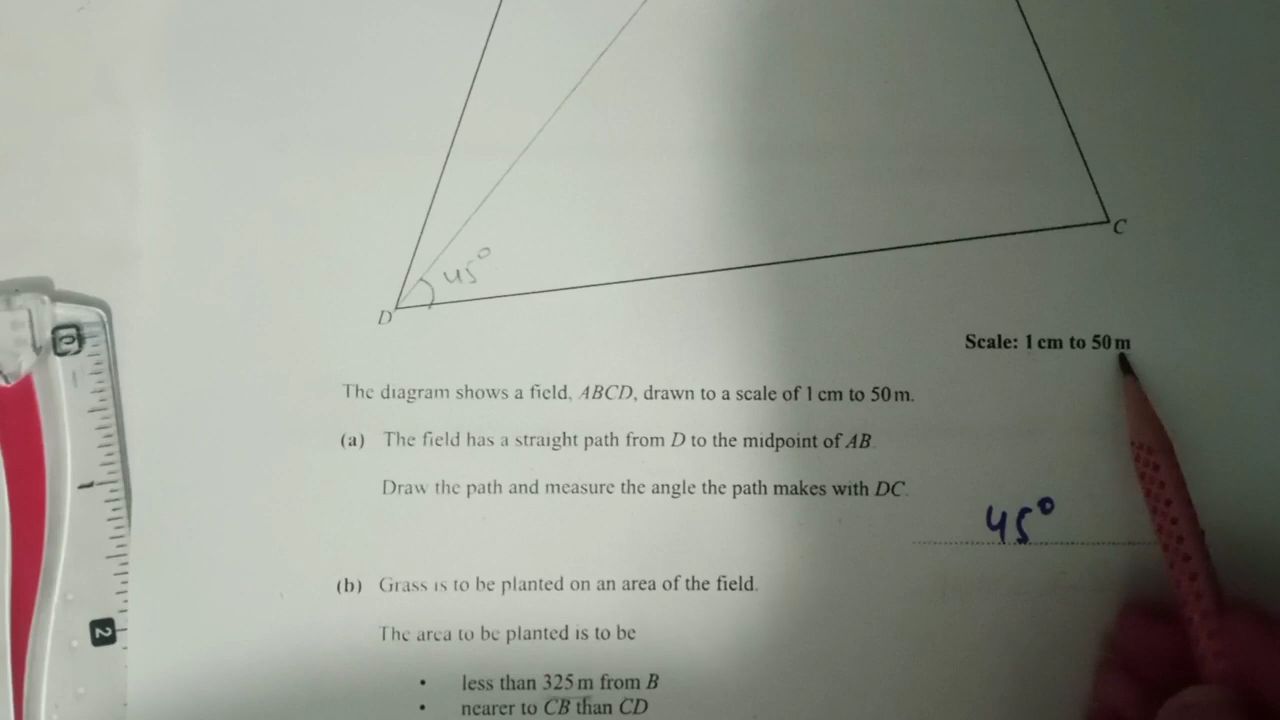 45°
C
D
Scale: 1 cm to 50 m
The diagram shows a field, ABCD, drawn to a scale of 1 cm to 50 m.
(a) The field has a straight path from D to the midpoint of AB.
Draw the path and measure the angle the path makes with DC.
45°
(b) Grass is to be planted on an area of the field.
The area to be planted is to be
• less than 325 m from B
• nearer to CB than CD
0
1
2